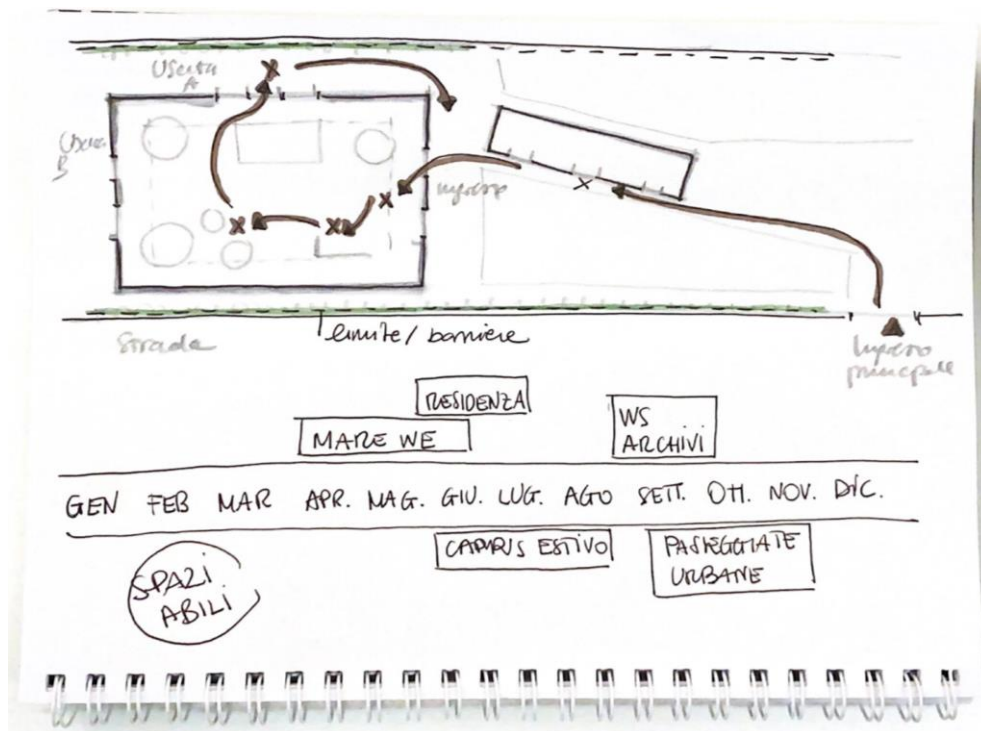 Uscita
A
Uscita
B
Ingresso
Strada
limite/barriere
Ingresso
principale
RESIDENZA
MARE WE
WS
ARCHIVI
GEN FEB MAR APR. MAG. GIU. LUG. AGO SETT. OTT. NOV. DIC.
SPAZI
ABILI
CAMPUS ESTIVO
PASSEGGIATE
URBANE